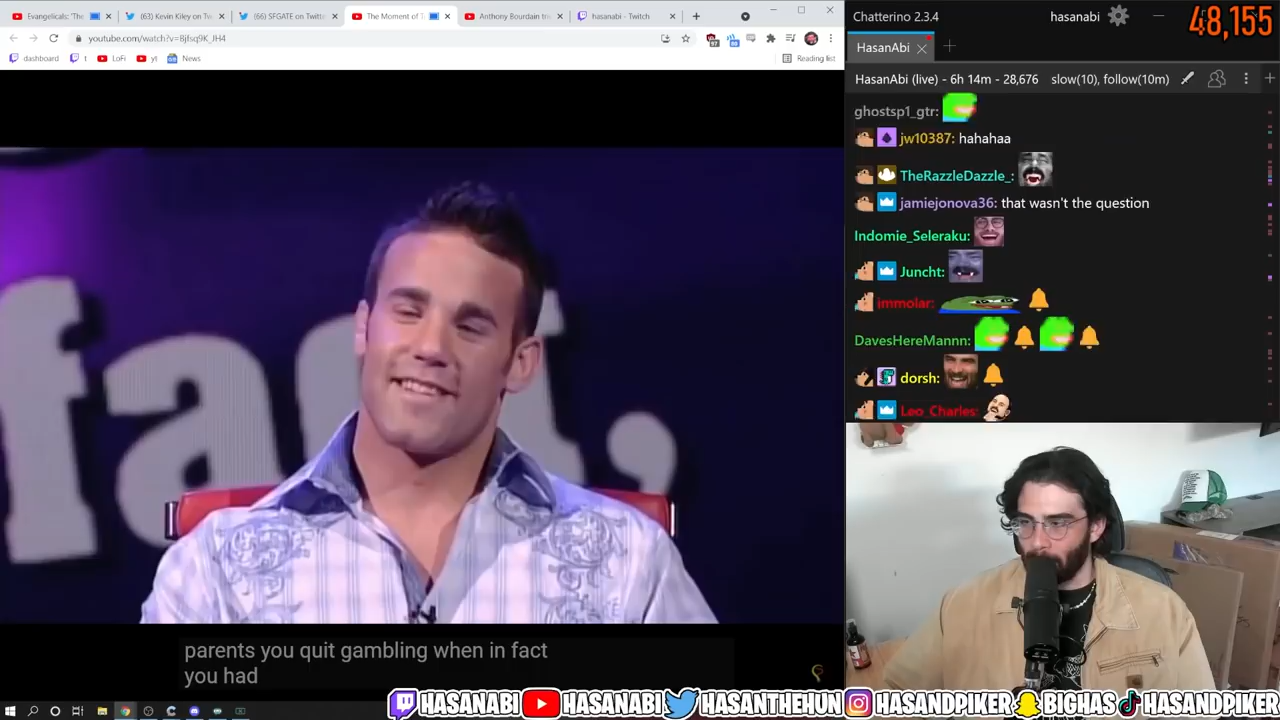 Evangelicals: 'The
(63) Kevin Kiley on Tw
(66) SFGATE on Twitte
The Moment of T
Anthony Bourdain t
hasanabi - Twitch
youtube.com/watch?v=Bjfsq9K_JH4
dashboard
t
LoFi
yt
News
Reading list
fact,
parents you quit gambling when in fact
you had
Chatterino 2.3.4
hasanabi
48,155
HasanAbi
HasanAbi (live) - 6h 14m - 28,676
slow(10), follow(10m)
ghostsp1_gtr:
jw10387: hahahaa
TheRazzleDazzle_:
jamiejonova36: that wasn't the question
Indomie_Seleraku:
Juncht:
immolar:
DavesHereMannn:
dorsh:
Leo_Charles:
HASANABI HASANABI HASANTHEHUN HASANDPIKER BIGHAS HASANDPIKER